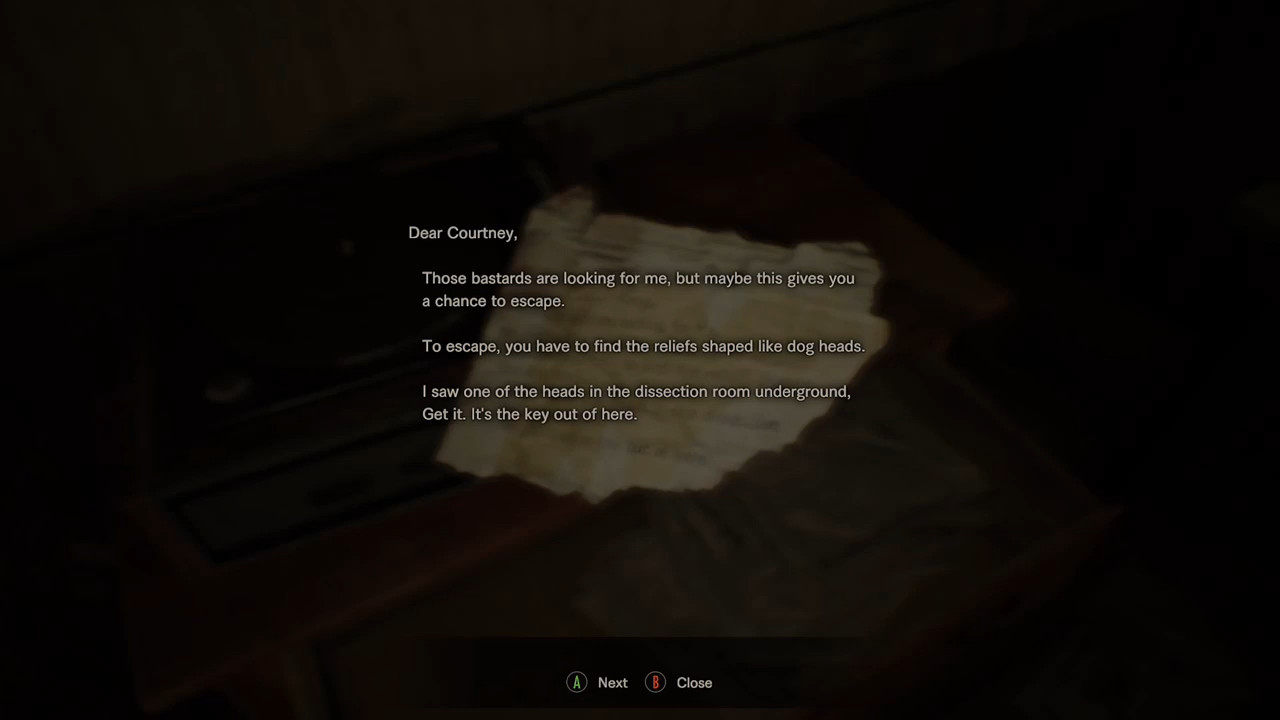 Dear Courtney,
Those bastards are looking for me, but maybe this gives you
a chance to escape.
To escape, you have to find the reliefs shaped like dog heads.
I saw one of the heads in the dissection room underground,
Get it. It's the key out of here.
A Next B Close